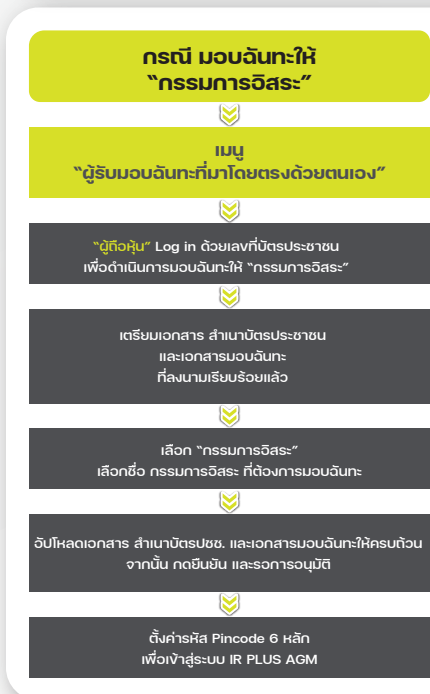 กรณี มอบฉันทะให้
“กรรมการอิสระ”
เมนู
“ผู้รับมอบฉันทะที่มาโดยตรงด้วยตนเอง”
“ผู้ถือหุ้น” Log in ด้วยเลขที่บัตรประชาชน
เพื่อดำเนินการมอบฉันทะให้ “กรรมการอิสระ”
เตรียมเอกสาร สำเนาบัตรประชาชน
และเอกสารมอบฉันทะ
ที่ลงนามเรียบร้อยแล้ว
เลือก “กรรมการอิสระ”
เลือกชื่อ กรรมการอิสระ ที่ต้องการมอบฉันทะ
อัปโหลดเอกสาร สำเนาบัตรปชช. และเอกสารมอบฉันทะให้ครบถ้วน
จากนั้น กดยืนยัน และรอการอนุมัติ
ตั้งค่ารหัส Pincode 6 หลัก
เพื่อเข้าสู่ระบบ IR PLUS AGM